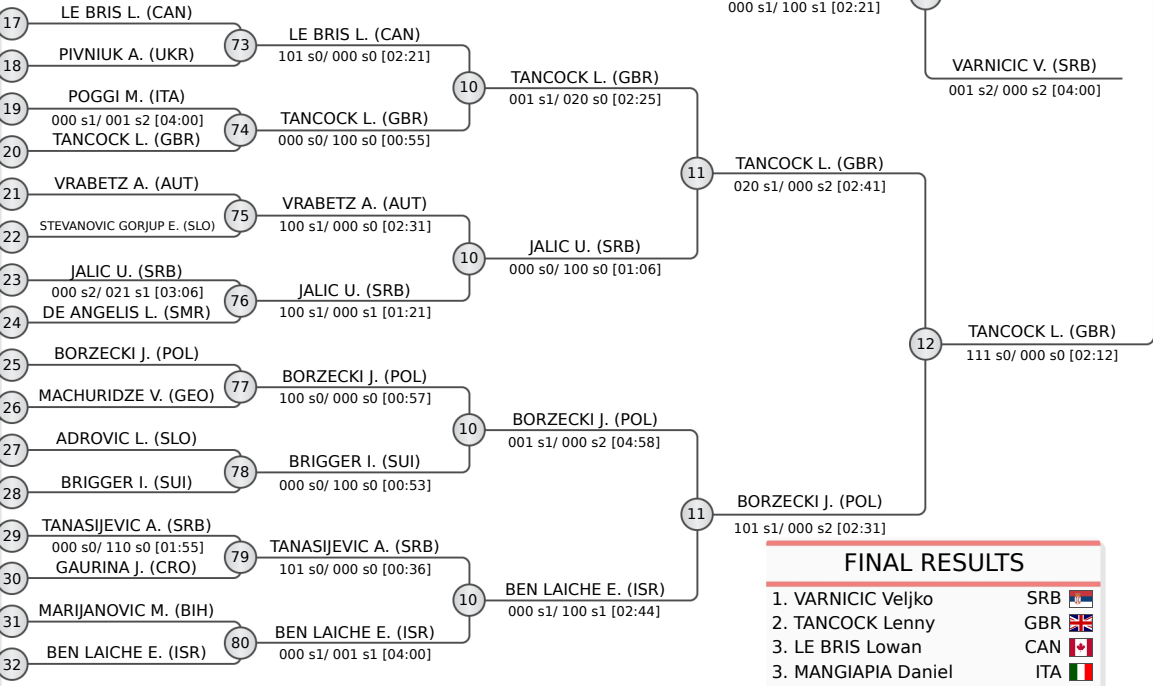 17
LE BRIS L. (CAN)
18
PIVNIUK A. (UKR)
19
POGGI M. (ITA)
000 s1/ 001 s2 [04:00]
20
TANCOCK L. (GBR)
21
VRABETZ A. (AUT)
22
STEVANOVIC GORJUP E. (SLO)
23
JALIC U. (SRB)
000 s2/ 021 s1 [03:06]
24
DE ANGELIS L. (SMR)
25
BORZECKI J. (POL)
26
MACHURIDZE V. (GEO)
27
ADROVIC L. (SLO)
28
BRIGGER I. (SUI)
29
TANASIJEVIC A. (SRB)
000 s0/ 110 s0 [01:55]
30
GAURINA J. (CRO)
31
MARIJANOVIC M. (BIH)
32
BEN LAICHE E. (ISR)
73
LE BRIS L. (CAN)
101 s0/ 000 s0 [02:21]
74
TANCOCK L. (GBR)
000 s0/ 100 s0 [00:55]
75
VRABETZ A. (AUT)
100 s1/ 000 s0 [02:31]
76
JALIC U. (SRB)
100 s1/ 000 s1 [01:21]
77
BORZECKI J. (POL)
100 s0/ 000 s0 [00:57]
78
BRIGGER I. (SUI)
000 s0/ 100 s0 [00:53]
79
TANASIJEVIC A. (SRB)
101 s0/ 000 s0 [00:36]
80
BEN LAICHE E. (ISR)
000 s1/ 001 s1 [04:00]
10
TANCOCK L. (GBR)
001 s1/ 020 s0 [02:25]
10
JALIC U. (SRB)
000 s0/ 100 s0 [01:06]
10
BORZECKI J. (POL)
001 s1/ 000 s2 [04:58]
10
BEN LAICHE E. (ISR)
000 s1/ 100 s1 [02:44]
000 s1/ 100 s1 [02:21]
11
TANCOCK L. (GBR)
020 s1/ 000 s2 [02:41]
11
BORZECKI J. (POL)
101 s1/ 000 s2 [02:31]
VARNICIC V. (SRB)
001 s2/ 000 s2 [04:00]
12
TANCOCK L. (GBR)
111 s0/ 000 s0 [02:12]
FINAL RESULTS
1. VARNICIC Veljko SRB
2. TANCOCK Lenny GBR
3. LE BRIS Lowan CAN
3. MANGIAPIA Daniel ITA